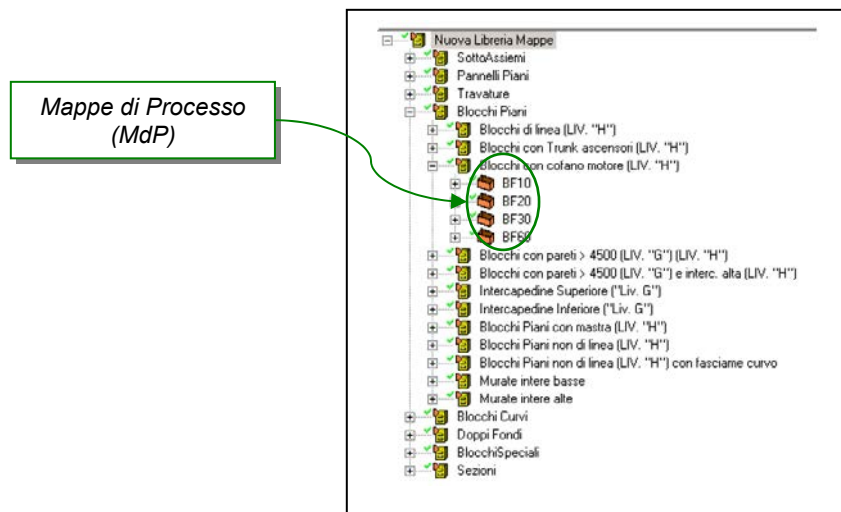 Nuova Libreria Mappe
SottoAssiemi
Pannelli Piani
Travature
Blocchi Piani
Mappe di Processo
(MdP)
Blocchi di linea (LIV. "H")
Blocchi con Trunk ascensori (LIV. "H")
Blocchi con cofano motore (LIV. "H")
BF10
BF20
BF30
BF60
Blocchi con pareti > 4500 (LIV. "G") (LIV. "H")
Blocchi con pareti > 4500 (LIV. "G") e interc. alta (LIV. "H")
Intercapedine Superiore ("Liv. G")
Intercapedine Inferiore ("Liv. G")
Blocchi Piani con mastra (LIV. "H")
Blocchi Piani non di linea (LIV. "H")
Blocchi Piani non di linea (LIV. "H") con fasciame curvo
Murate intere basse
Murate intere alte
Blocchi Curvi
Doppi Fondi
BlocchiSpeciali
Sezioni